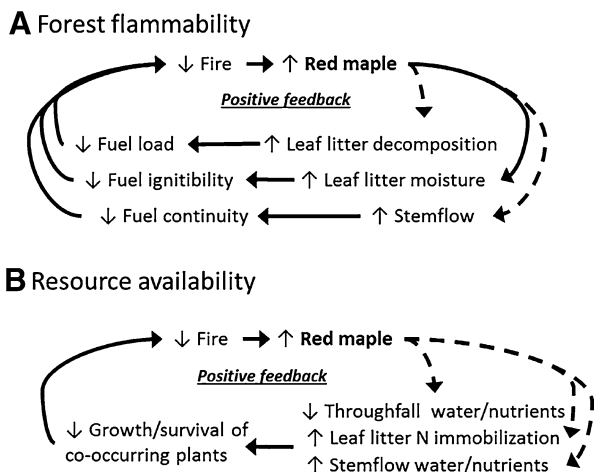 A Forest flammability
↓ Fire → ↑ Red maple
Positive feedback
↓ Fuel load ← ↑ Leaf litter decomposition
↓ Fuel ignitibility ← ↑ Leaf litter moisture
↓ Fuel continuity ← ↑ Stemflow
B Resource availability
↓ Fire → ↑ Red maple
Positive feedback
↓ Throughfall water/nutrients
↓ Growth/survival of
co-occurring plants
↑ Leaf litter N immobilization
↑ Stemflow water/nutrients